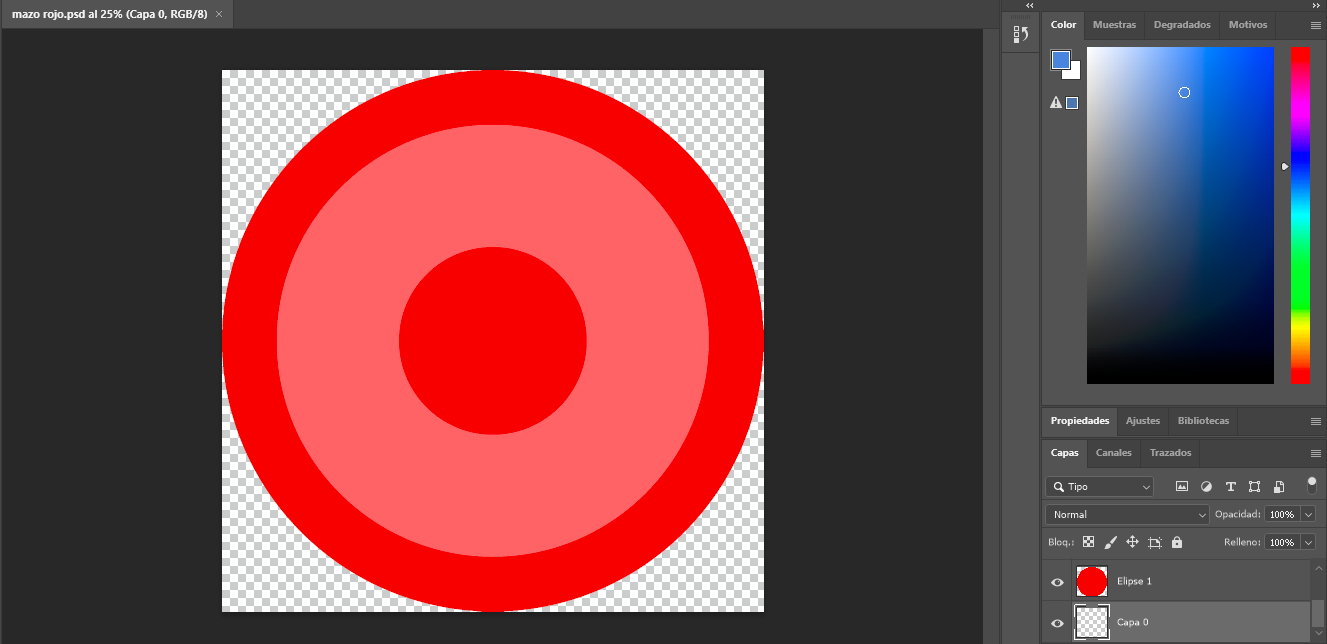 mazo rojo.psd al 25% (Capa 0, RGB/8)
Color Muestras Degradados Motivos
Propiedades Ajustes Bibliotecas
Capas Canales Trazados
Tipo
Normal Opacidad: 100%
Bloq.: Relleno: 100%
Elipse 1
Capa 0